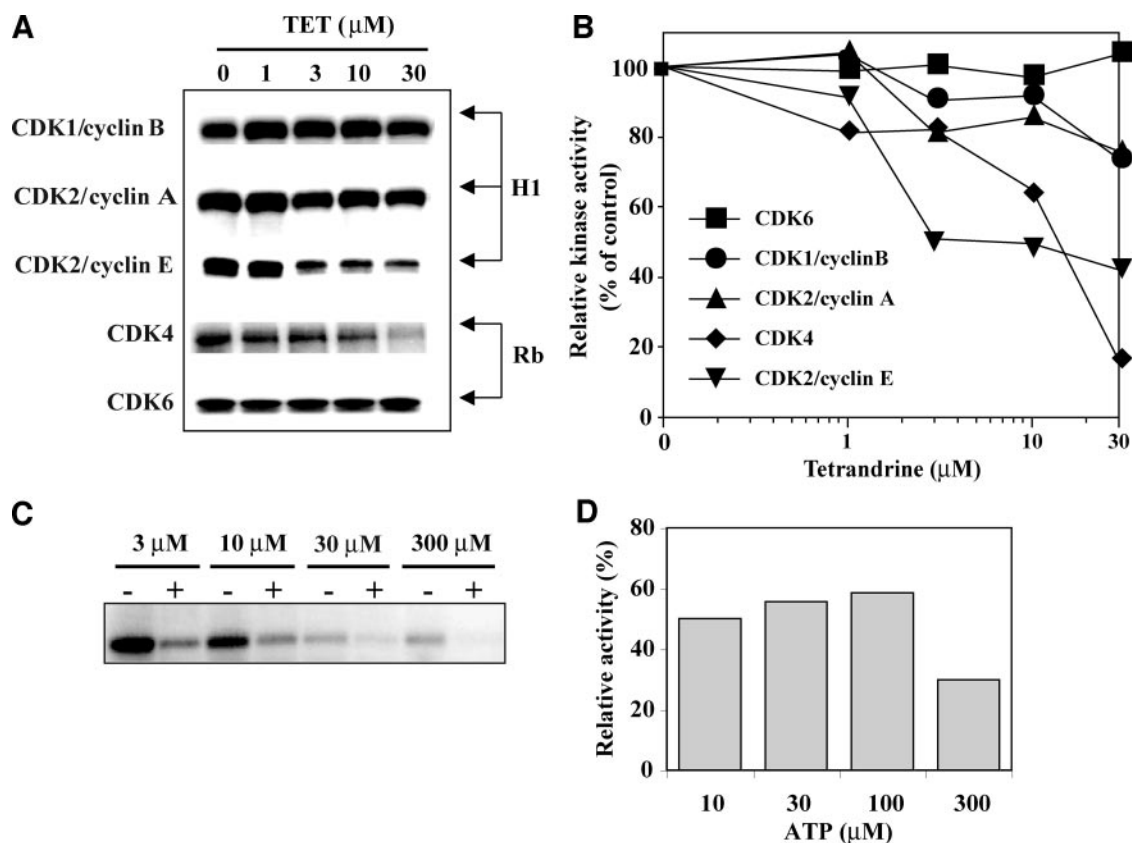 A
TET (μM)
0 1 3 10 30
CDK1/cyclin B
CDK2/cyclin A
H1
CDK2/cyclin E
CDK4
Rb
CDK6
B
Relative kinase activity
(% of control)
100
80
60
40
20
0
CDK6
CDK1/cyclinB
CDK2/cyclin A
CDK4
CDK2/cyclin E
0 1 10 30
Tetrandrine (μM)
C
3 μM 10 μM 30 μM 300 μM
- + - + - + - +
D
Relative activity (%)
80
60
40
20
0
10 30 100 300
ATP (μM)